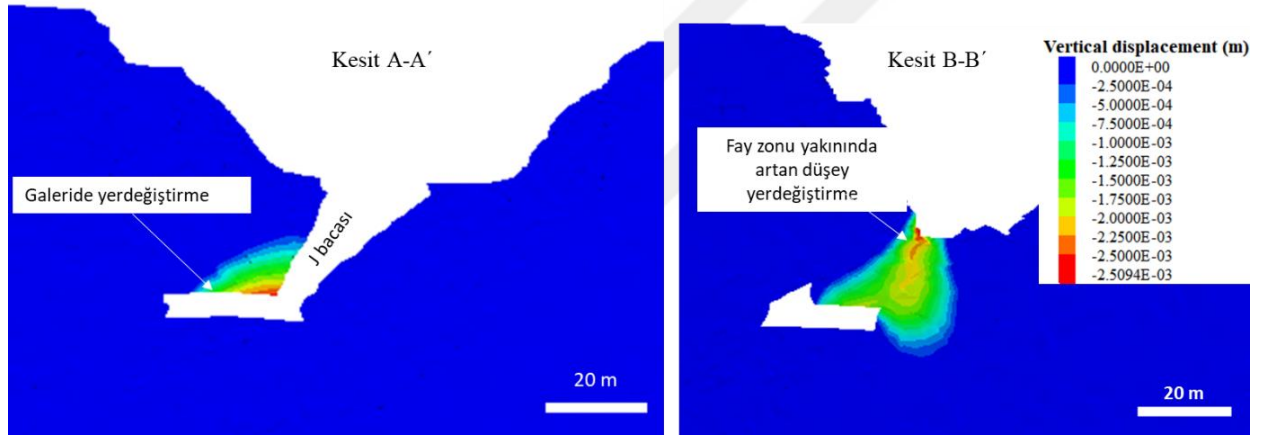 Kesit A-A´
Galeride yerdeğiştirme
J bacası
20 m
Kesit B-B´
Fay zonu yakınında
artan düşey
yerdeğiştirme
Vertical displacement (m)
0.0000E+00
-2.5000E-04
-5.0000E-04
-7.5000E-04
-1.0000E-03
-1.2500E-03
-1.5000E-03
-1.7500E-03
-2.0000E-03
-2.2500E-03
-2.5000E-03
-2.5094E-03
20 m